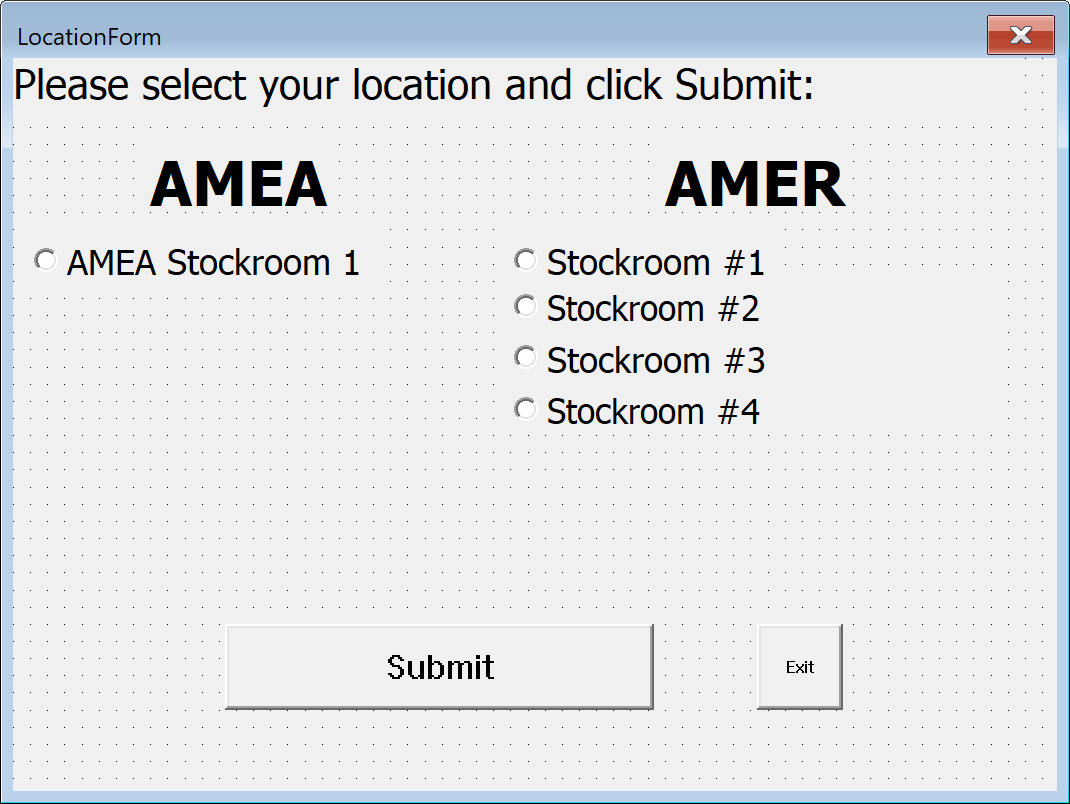 LocationForm
Please select your location and click Submit:
AMEA
AMER
AMEA Stockroom 1
Stockroom #1
Stockroom #2
Stockroom #3
Stockroom #4
Submit
Exit